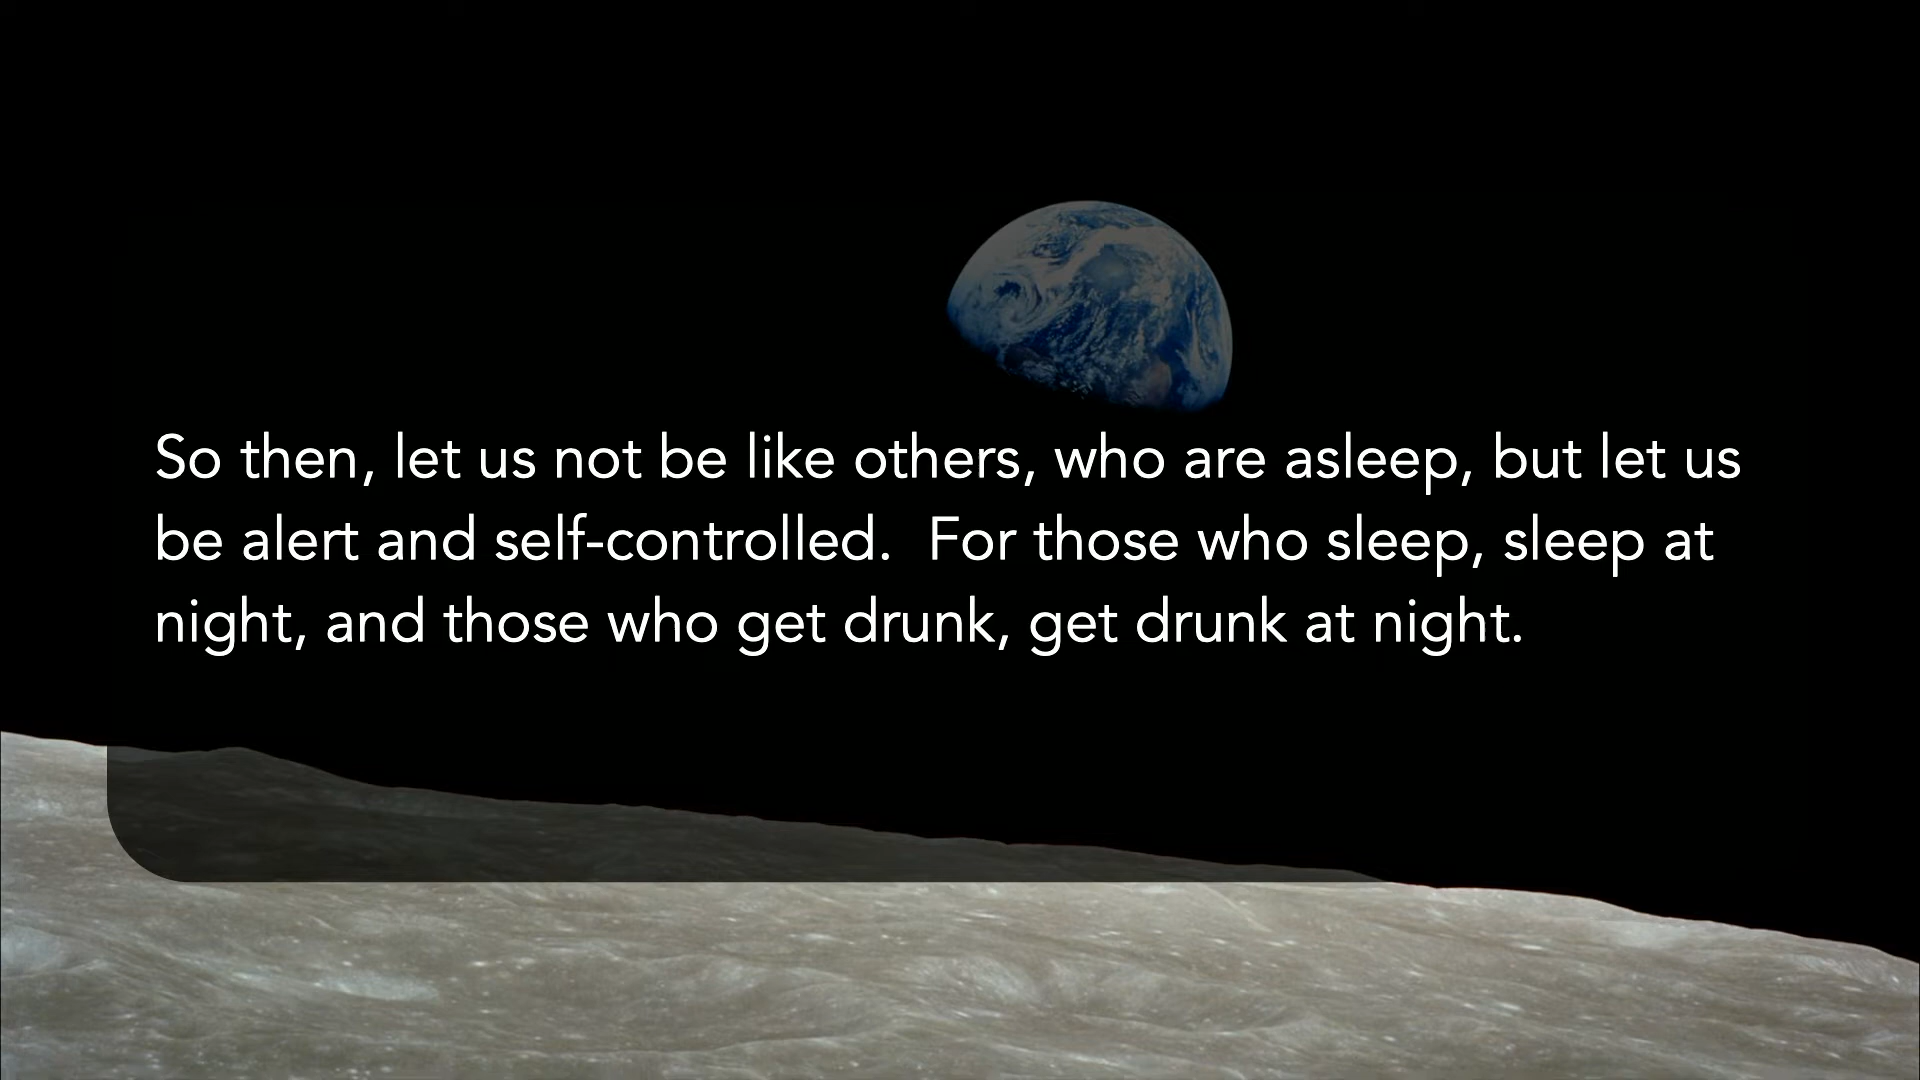 So then, let us not be like others, who are asleep, but let us
be alert and self-controlled.  For those who sleep, sleep at
night, and those who get drunk, get drunk at night.